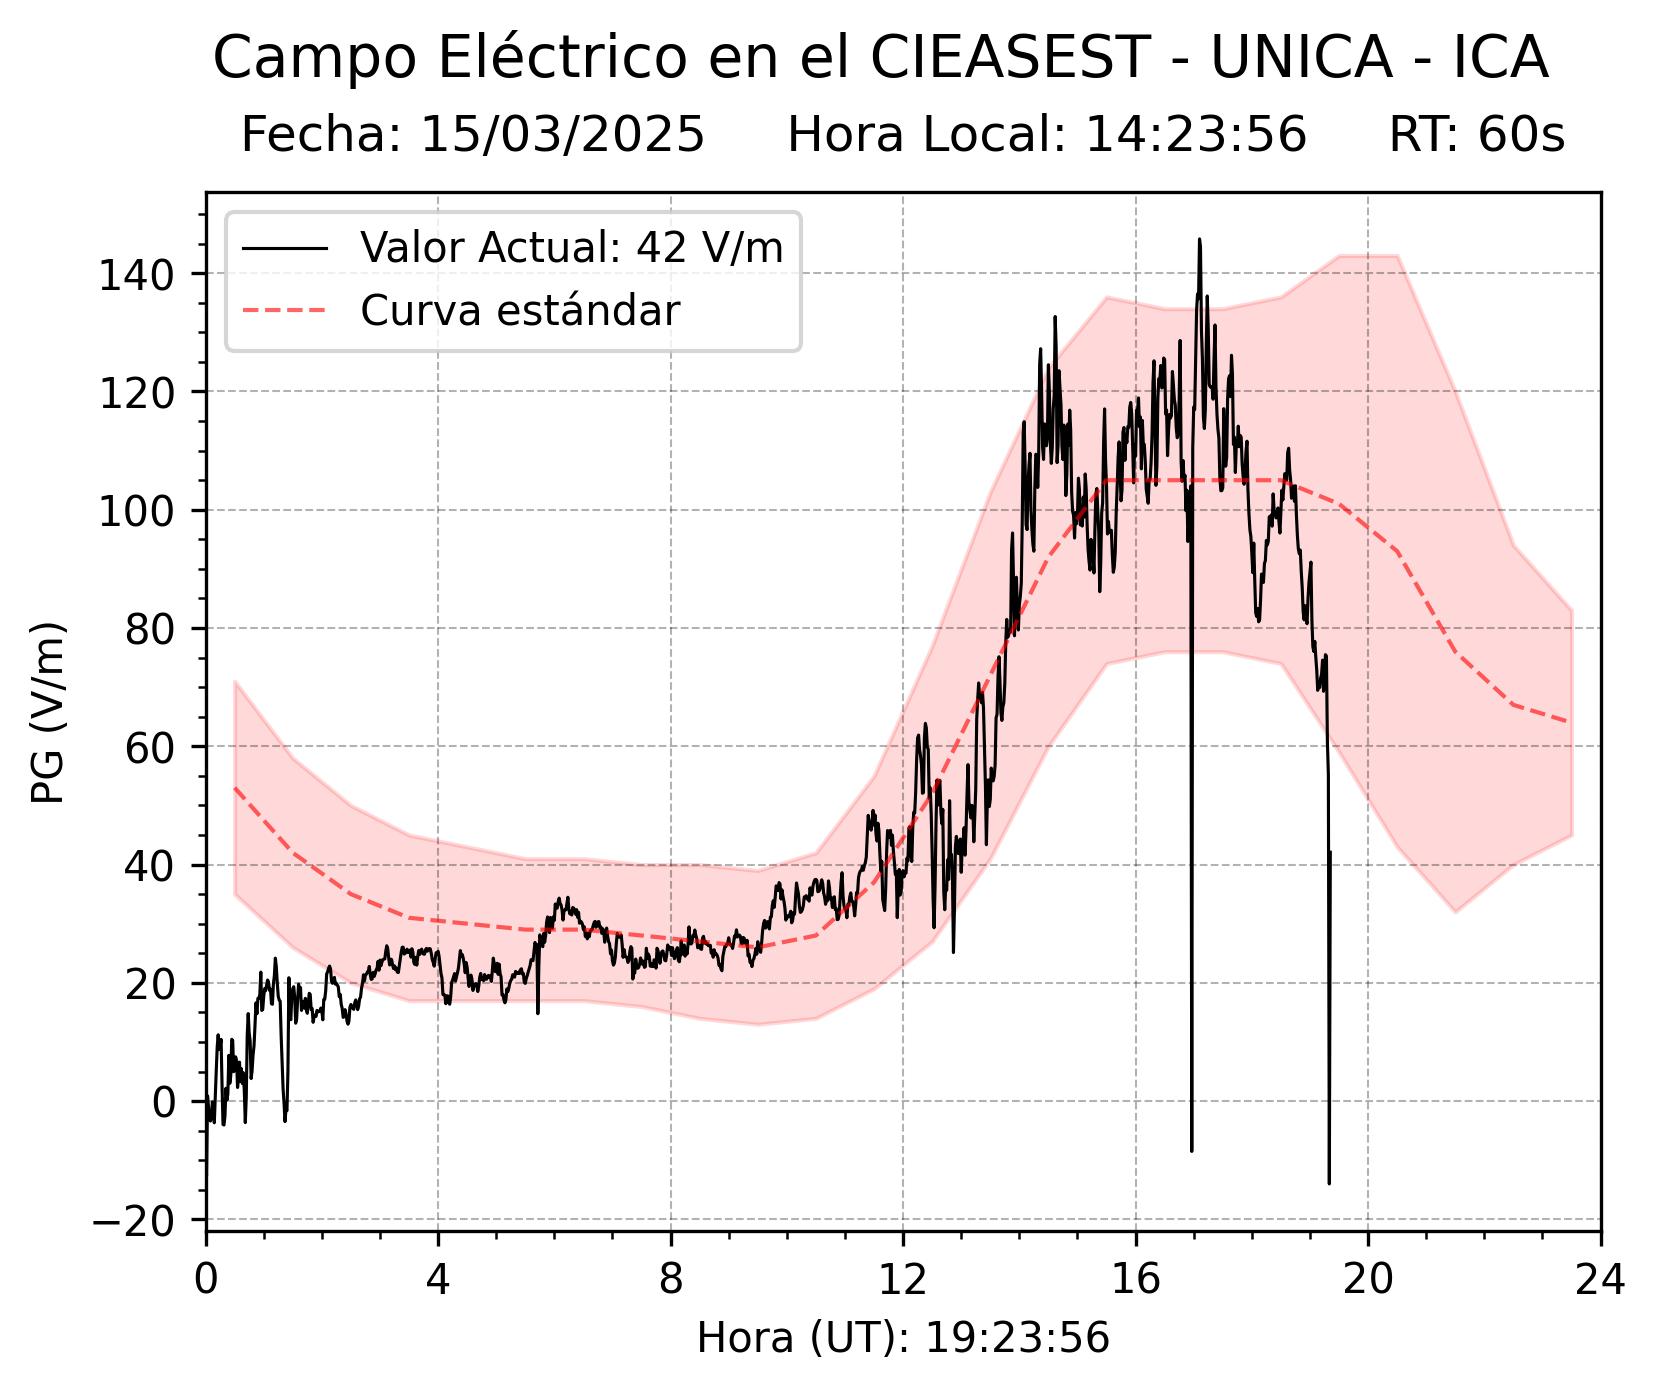 Campo Eléctrico en el CIEASEST - UNICA - ICA
Fecha: 15/03/2025 Hora Local: 14:23:56 RT: 60s
Valor Actual: 42 V/m
Curva estándar
PG (V/m)
140
120
100
80
60
40
20
0
−20
0 4 8 12 16 20 24
Hora (UT): 19:23:56